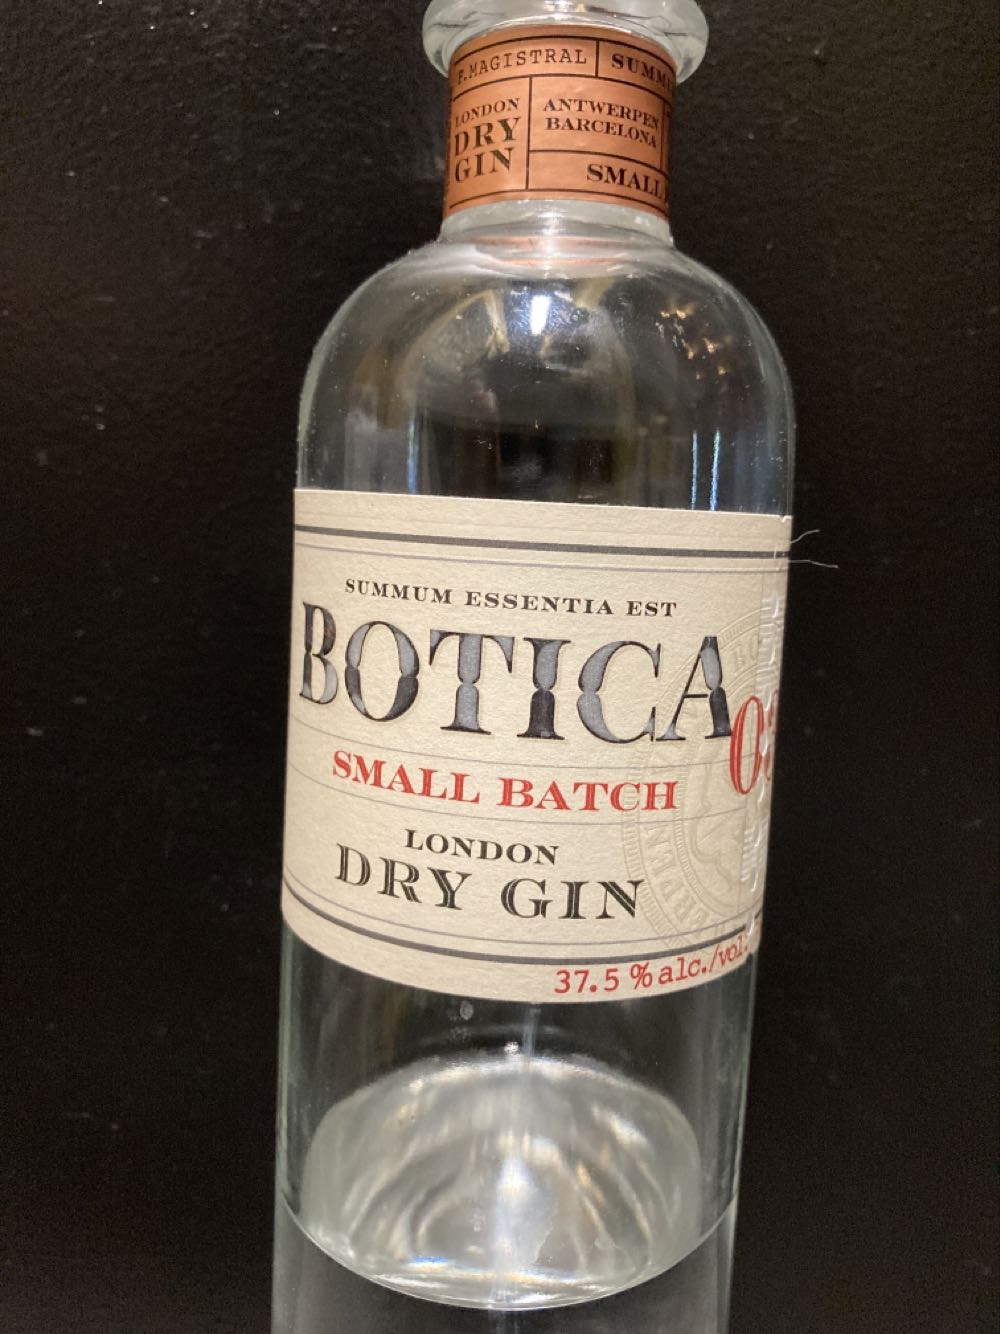 F.MAGISTRAL
LONDON
DRY
GIN
ANTWERPEN
BARCELONA
SMALL
SUMMUM ESSENTIA EST
BOTICA
SMALL BATCH
LONDON
DRY GIN
37.5 % alc./vol.